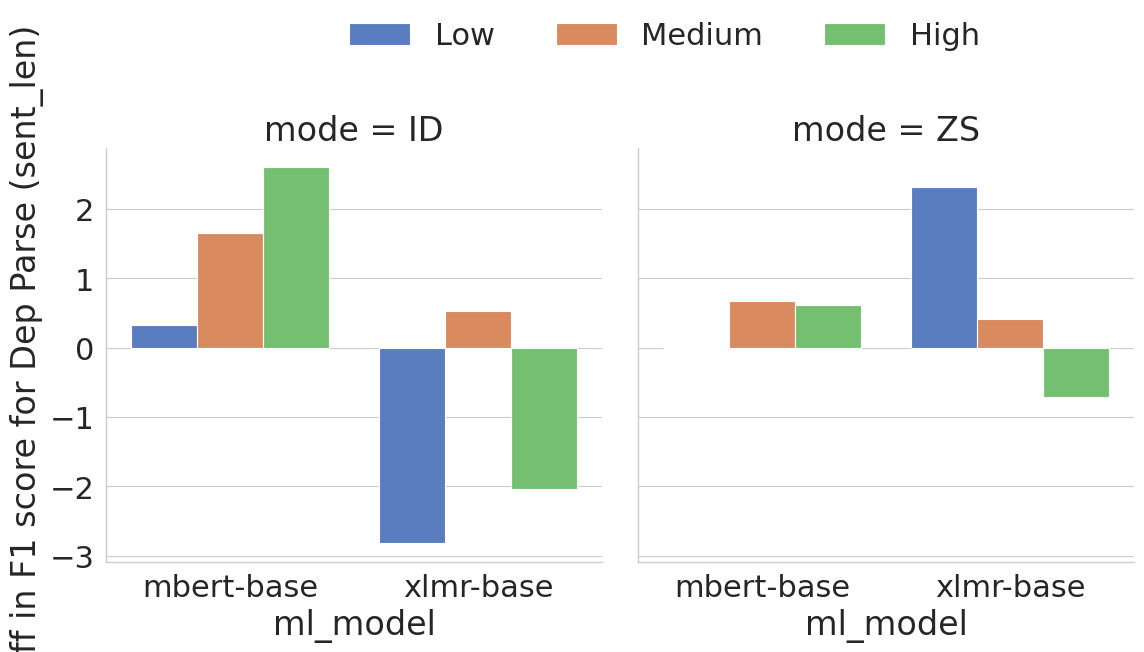 Low Medium High
mode = ID mode = ZS
ff in F1 score for Dep Parse (sent_len)
2
1
0
−1
−2
−3
mbert-base xlmr-base mbert-base xlmr-base
ml_model ml_model